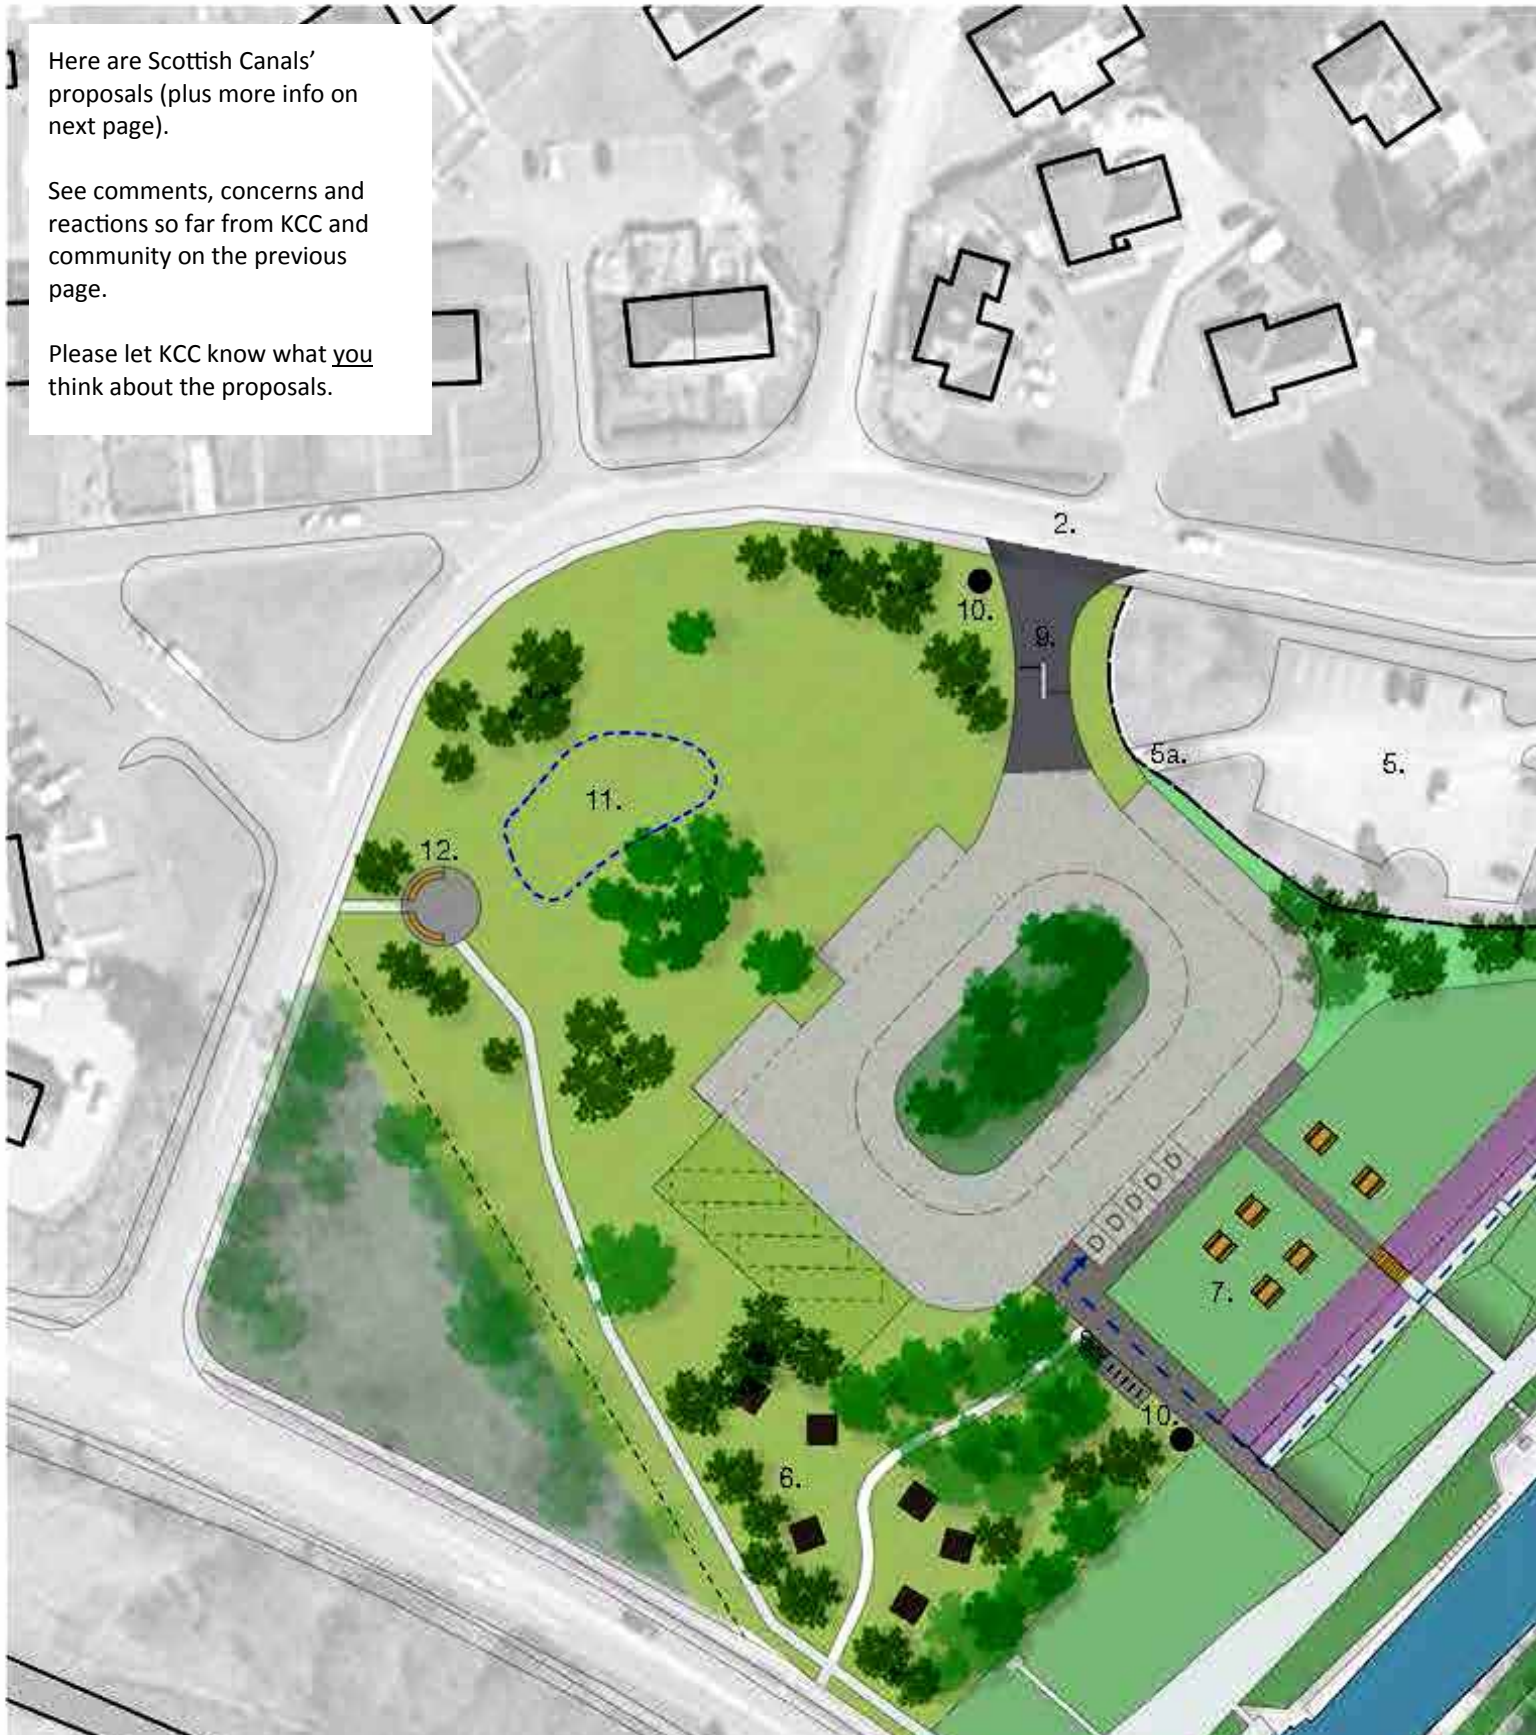 Here are Scottish Canals’
proposals (plus more info on
next page).
See comments, concerns and
reactions so far from KCC and
community on the previous
page.
Please let KCC know what you
think about the proposals.
2.
10.
9.
5a.
5.
11.
12.
D D D D D
7.
10.
6.